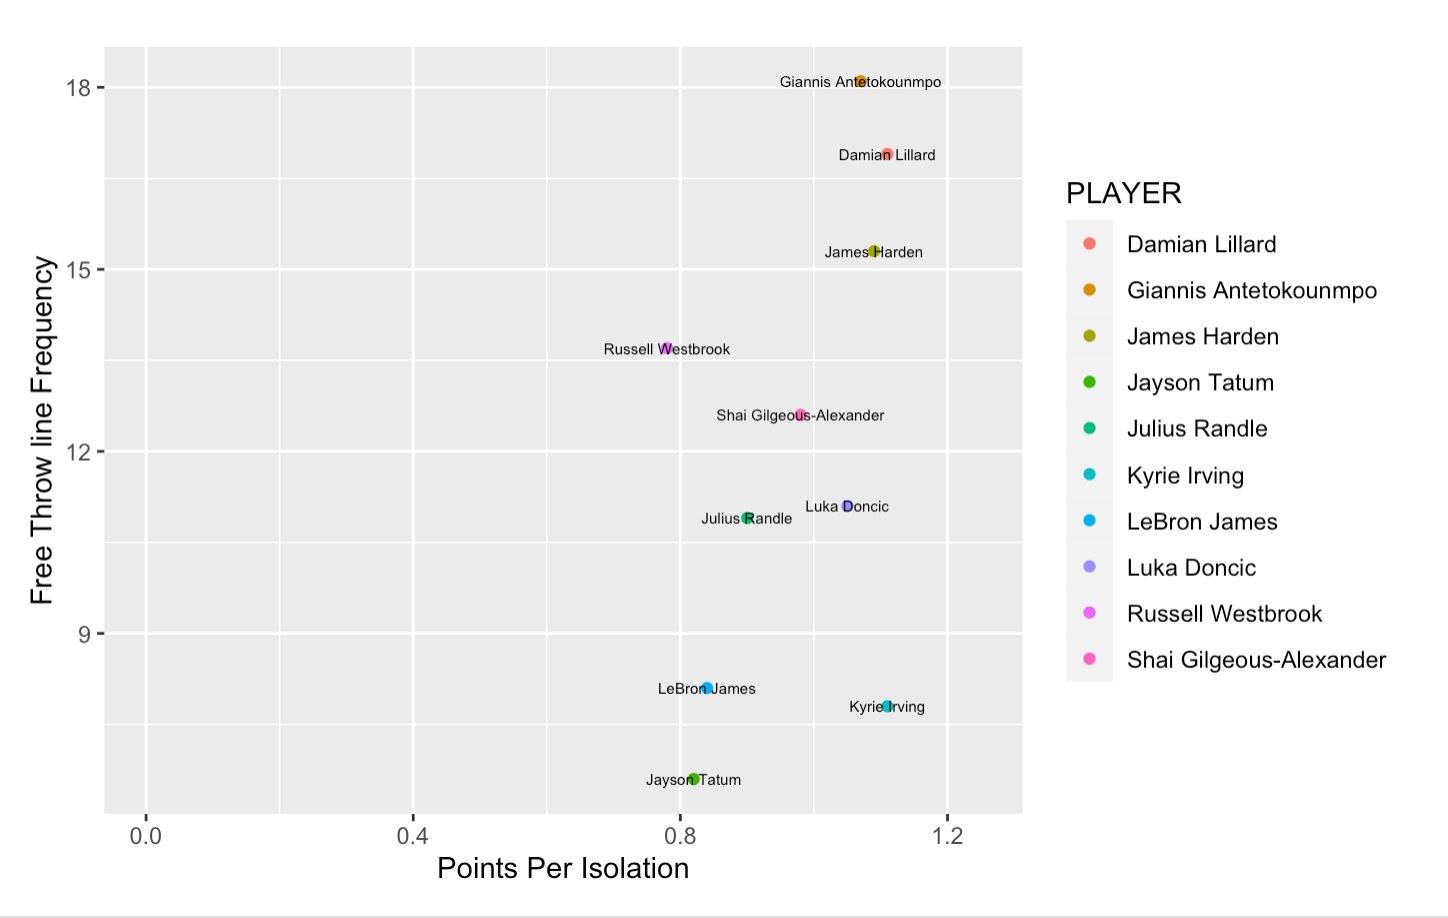 Free Throw line Frequency
18
15
12
9
Giannis Antetokounmpo
Damian Lillard
James Harden
Russell Westbrook
Shai Gilgeous-Alexander
Luka Doncic
Julius Randle
LeBron James
Kyrie Irving
Jayson Tatum
0.0 0.4 0.8 1.2
Points Per Isolation
PLAYER
Damian Lillard
Giannis Antetokounmpo
James Harden
Jayson Tatum
Julius Randle
Kyrie Irving
LeBron James
Luka Doncic
Russell Westbrook
Shai Gilgeous-Alexander